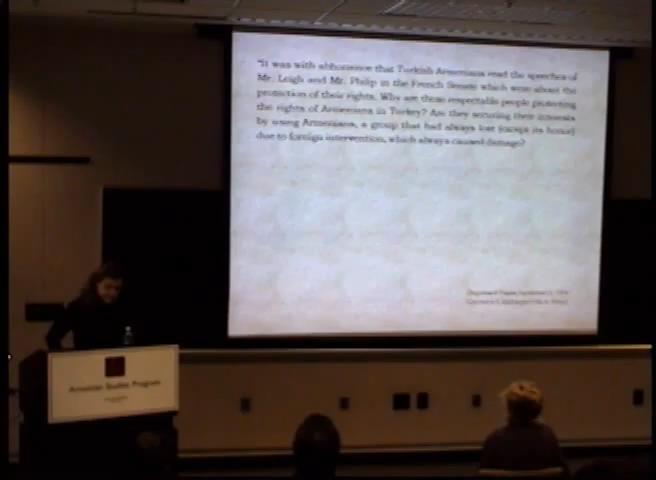 "It was with abhorrence that Turkish Armenians read the speeches of
Mr. Leigh and Mr. Philip in the French Senate which were about the
protection of their rights. Why are these respectable people protecting
the rights of Armenians in Turkey? Are they securing their interests
by using Armenians, a group that had always lost (except its honor)
due to foreign intervention, which always caused damage?
Armenian Studies Program